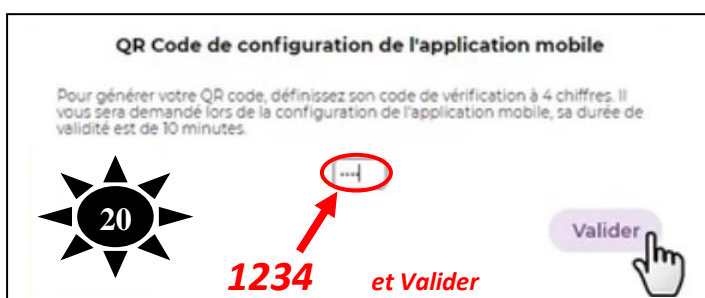 QR Code de configuration de l'application mobile
Pour générer votre QR code, définissez son code de vérification à 4 chiffres. Il
vous sera demandé lors de la configuration de l'application mobile, sa durée de
validité est de 10 minutes.
....
20
Valider
1234 et Valider